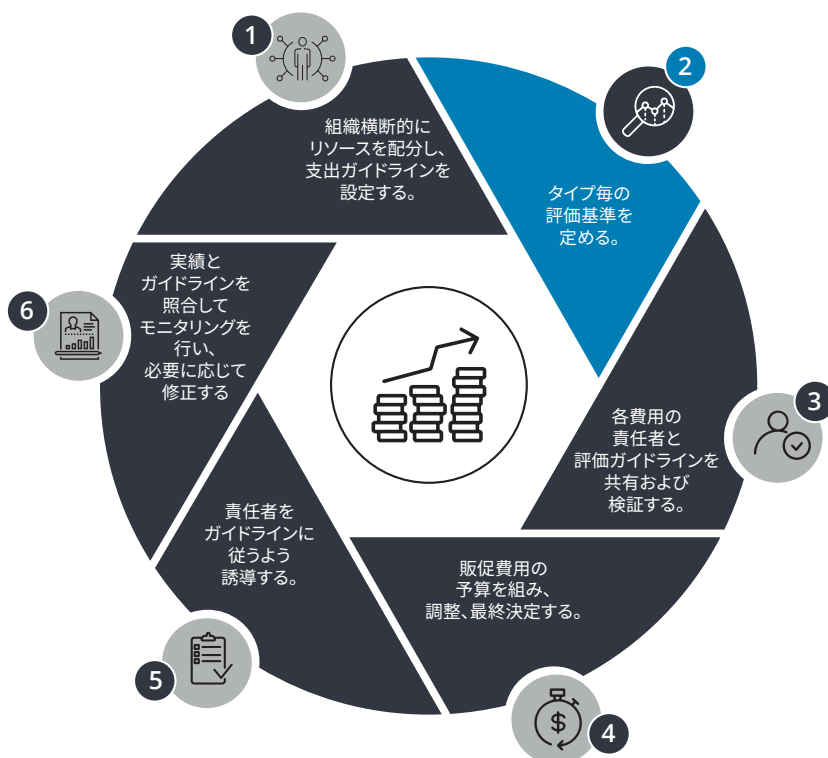 1
組織横断的に
リソースを配分し、
支出ガイドラインを
設定する。
2
タイプ毎の
評価基準を
定める。
3
各費用の
責任者と
評価ガイドラインを
共有および
検証する。
4
販促費用の
予算を組み、
調整、最終決定する。
$
5
責任者を
ガイドラインに
従うよう
誘導する。
6
実績と
ガイドラインを
照合して
モニタリングを
行い、
必要に応じて
修正する